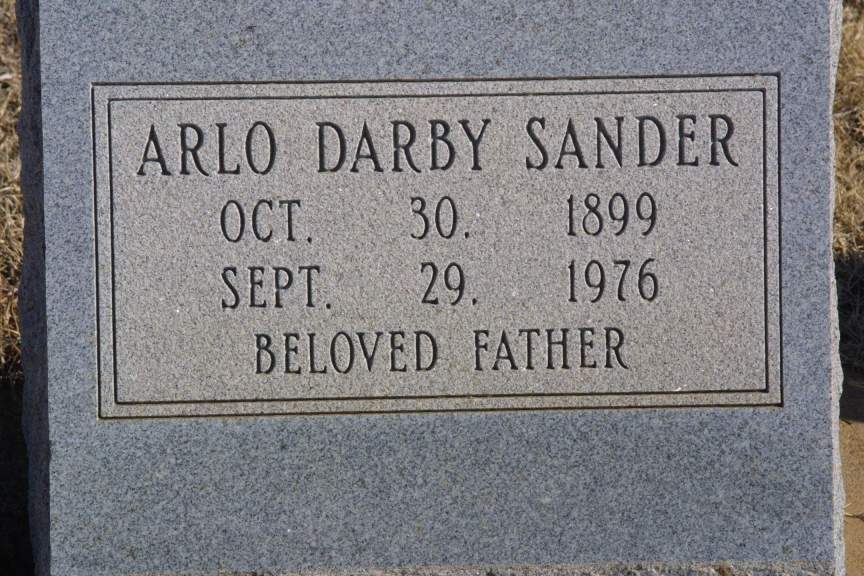 ARLO DARBY SANDER
OCT. 30. 1899
SEPT. 29. 1976
BELOVED FATHER